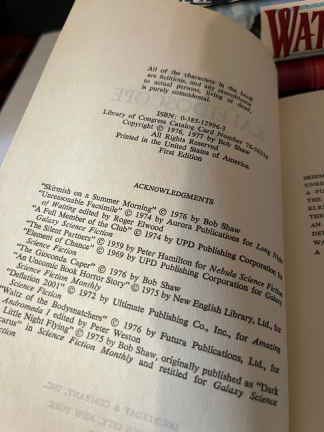 WAT
All of the characters in the book
are fictitious, and any resemblance
to actual persons, living or dead,
is purely coincidental.
ISBN: 0-385-12996-3
Library of Congress Catalog Card Number
Copyright © 1976, 1977 by Bob Shaw
All Rights Reserved
Printed in the United States of America
First Edition
ACKNOWLEDGMENTS
"Skirmish on a Summer Morning" © 1976 by Bob Shaw
"Unreasonable Facsimile" © 1974 by Aurora Publications for Long Night
of Waiting edited by Roger Elwood
"A Full Member of the Club" © 1974 by UPD Publishing Corporation for
Galaxy Science Fiction
"The Silent Partners" © 1959 by Peter Hamilton for Nebula Science Fiction
"Element of Chance" © 1969 by UPD Publishing Corporation for Galaxy
Science Fiction
"The Gioconda Caper" © 1976 by Bob Shaw
"An Uncomic Book Horror Story" © 1975 by New English Library, Ltd., for
Science Fiction Monthly
"Deflation 2001" © 1972 by Ultimate Publishing Co., Inc., for Amazing
Science Fiction
"Waltz of the Bodysnatchers" © 1976 by Futura Publications, Ltd., for
Andromeda 1 edited by Peter Weston
Little Night Flying" © 1975 by Bob Shaw, originally published as "Dark
Icarus" in Science Fiction Monthly and retitled for Galaxy Science
Fiction